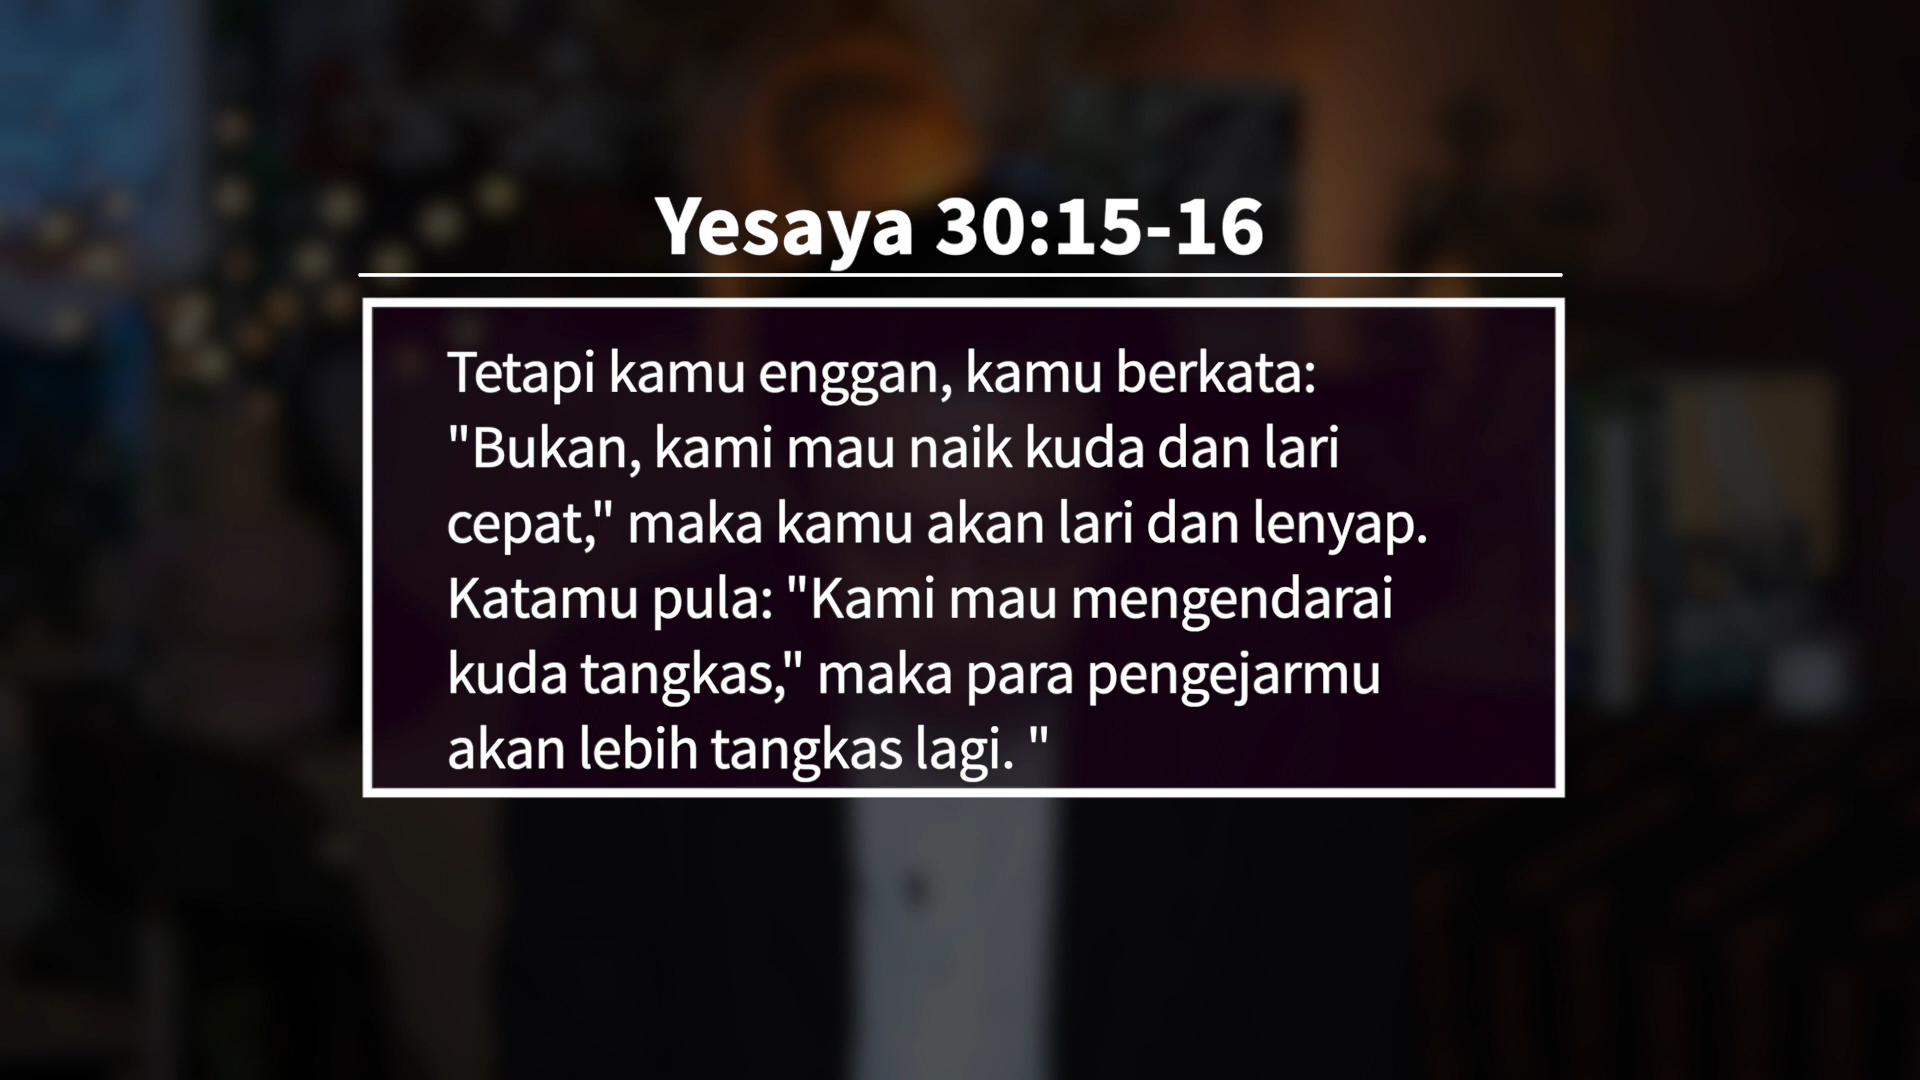 Yesaya 30:15-16
Tetapi kamu enggan, kamu berkata:
"Bukan, kami mau naik kuda dan lari
cepat," maka kamu akan lari dan lenyap.
Katamu pula: "Kami mau mengendarai
kuda tangkas," maka para pengejarmu
akan lebih tangkas lagi. "